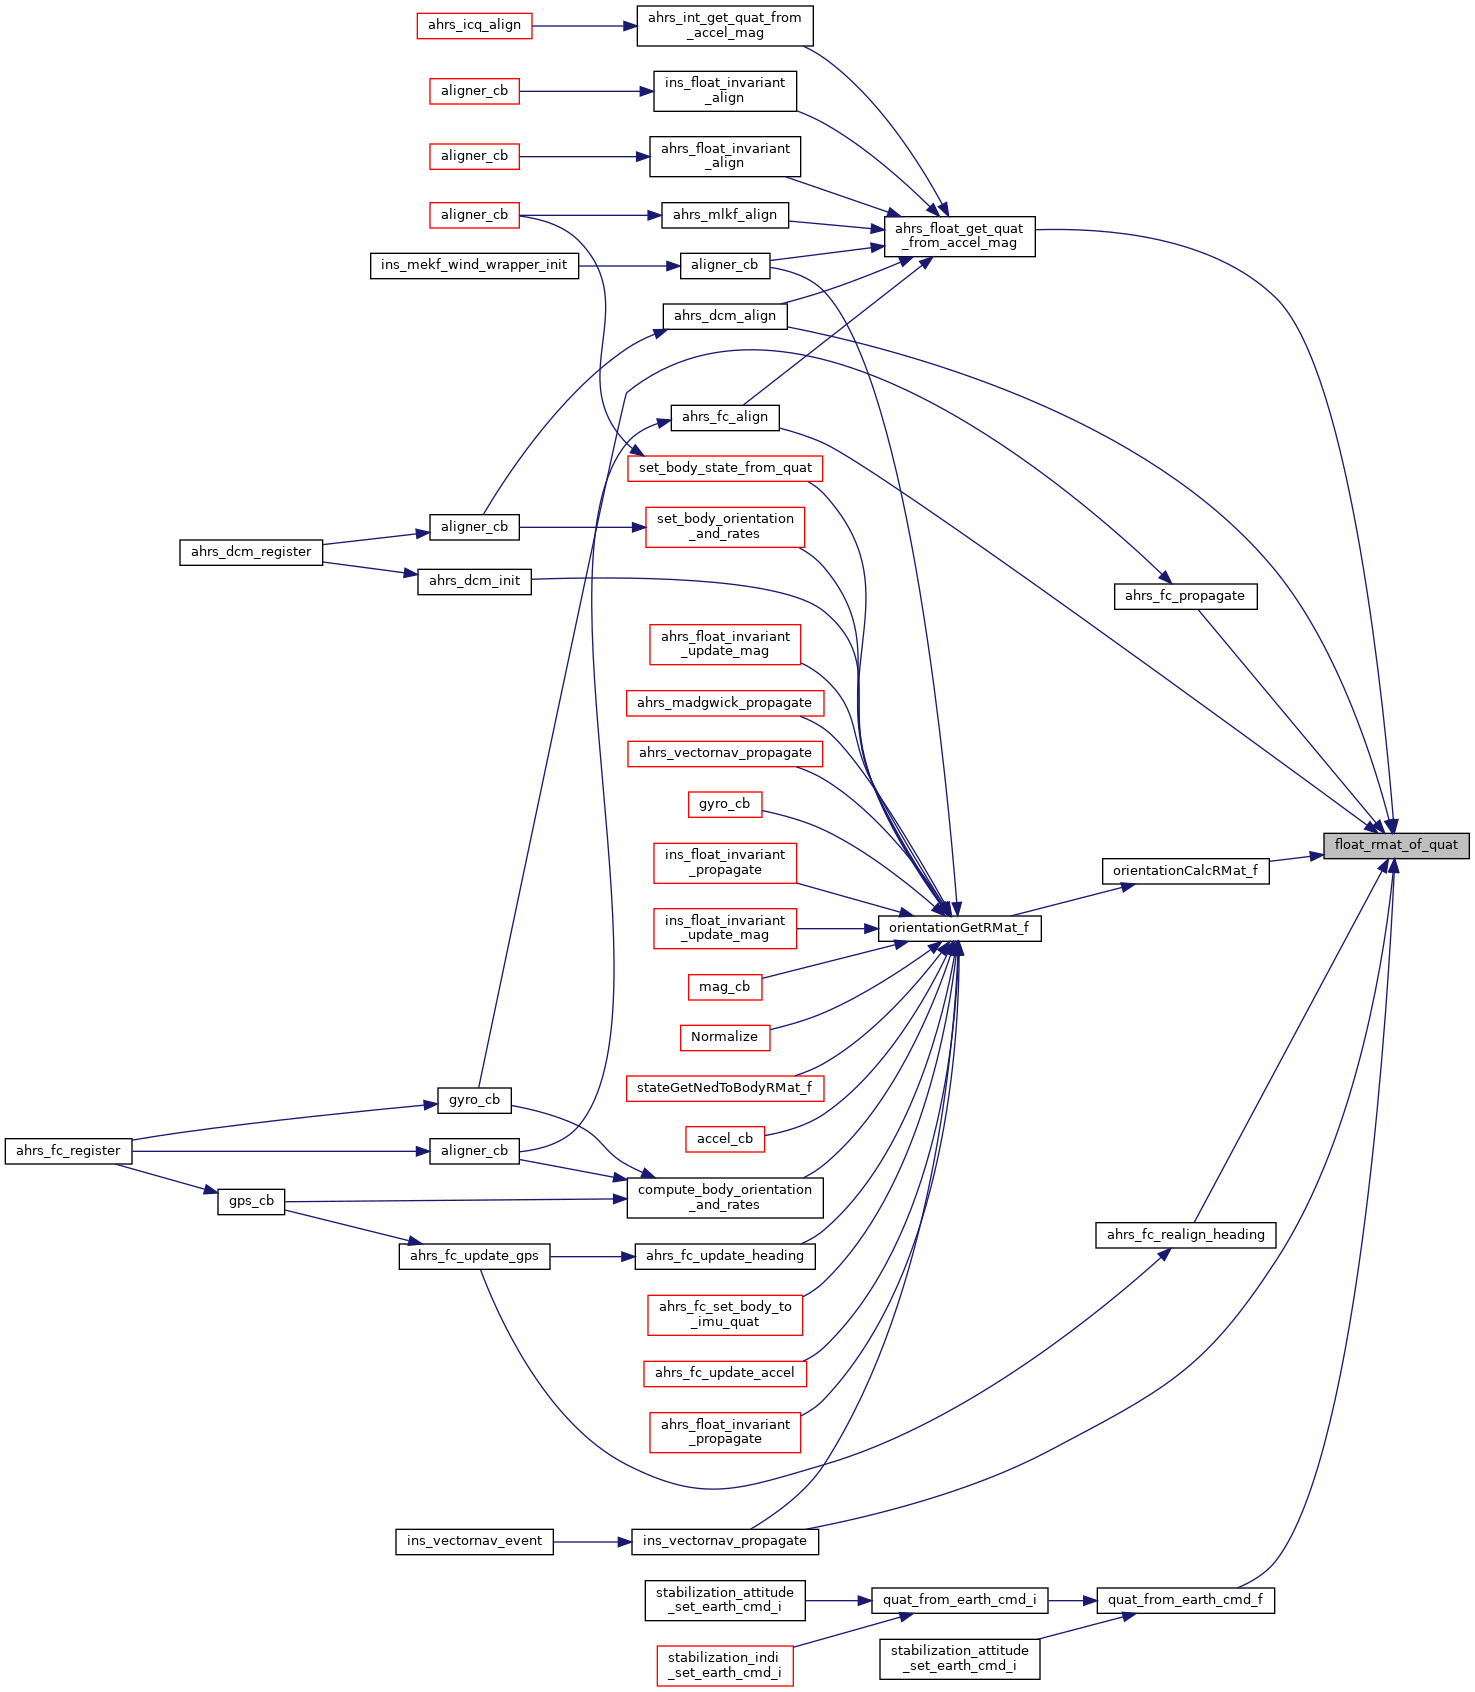 ahrs_icq_align
ahrs_int_get_quat_from
_accel_mag
aligner_cb
ins_float_invariant
_align
aligner_cb
ahrs_float_invariant
_align
aligner_cb
ahrs_mlkf_align
ahrs_float_get_quat
_from_accel_mag
ins_mekf_wind_wrapper_init
aligner_cb
ahrs_dcm_align
ahrs_fc_align
set_body_state_from_quat
aligner_cb
set_body_orientation
_and_rates
ahrs_dcm_register
ahrs_dcm_init
ahrs_fc_propagate
ahrs_float_invariant
_update_mag
ahrs_madgwick_propagate
ahrs_vectornav_propagate
gyro_cb
float_rmat_of_quat
ins_float_invariant
_propagate
orientationCalcRMat_f
ins_float_invariant
_update_mag
orientationGetRMat_f
mag_cb
Normalize
stateGetNedToBodyRMat_f
gyro_cb
accel_cb
ahrs_fc_register
aligner_cb
gps_cb
compute_body_orientation
_and_rates
ahrs_fc_realign_heading
ahrs_fc_update_gps
ahrs_fc_update_heading
ahrs_fc_set_body_to
_imu_quat
ahrs_fc_update_accel
ahrs_float_invariant
_propagate
ins_vectornav_event
ins_vectornav_propagate
stabilization_attitude
_set_earth_cmd_i
quat_from_earth_cmd_i
quat_from_earth_cmd_f
stabilization_indi
_set_earth_cmd_i
stabilization_attitude
_set_earth_cmd_i